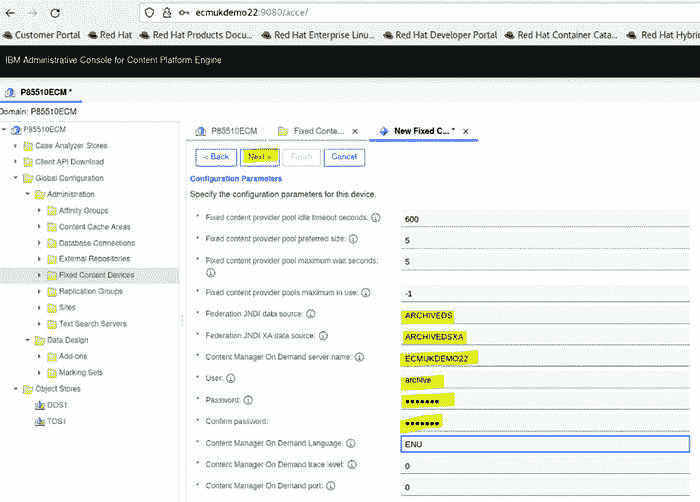 ecmukdemo22:9080/acce/
Customer Portal Red Hat Red Hat Products Docu... Red Hat Enterprise Linu... Red Hat Developer Portal Red Hat Container Cata... Red Hat Hybrid
IBM Administrative Console for Content Platform Engine
P85510ECM *
Domain: P85510ECM
P85510ECM
Case Analyzer Stores
Client API Download
Global Configuration
Administration
Affinity Groups
Content Cache Areas
Database Connections
External Repositories
Fixed Content Devices
Replication Groups
Sites
Text Search Servers
Data Design
Add-ons
Marking Sets
Object Stores
DOS1
TOS1
P85510ECM Fixed Conte... New Fixed C... *
< Back Next > Finish Cancel
Configuration Parameters
Specify the configuration parameters for this device.
* Fixed content provider pool idle timeout seconds: 600
* Fixed content provider pool preferred size: 5
* Fixed content provider pool maximum wait seconds: 5
* Fixed content provider pools maximum in use: -1
* Federation JNDI data source: ARCHIVEDS
* Federation JNDI XA data source: ARCHIVEDSXA
* Content Manager On Demand server name: ECMUKDEMO22
* User: archive
* Password: ●●●●●●●
* Confirm password: ●●●●●●●
* Content Manager On Demand Language: ENU
* Content Manager On Demand trace level: 0
* Content Manager On Demand port: 0